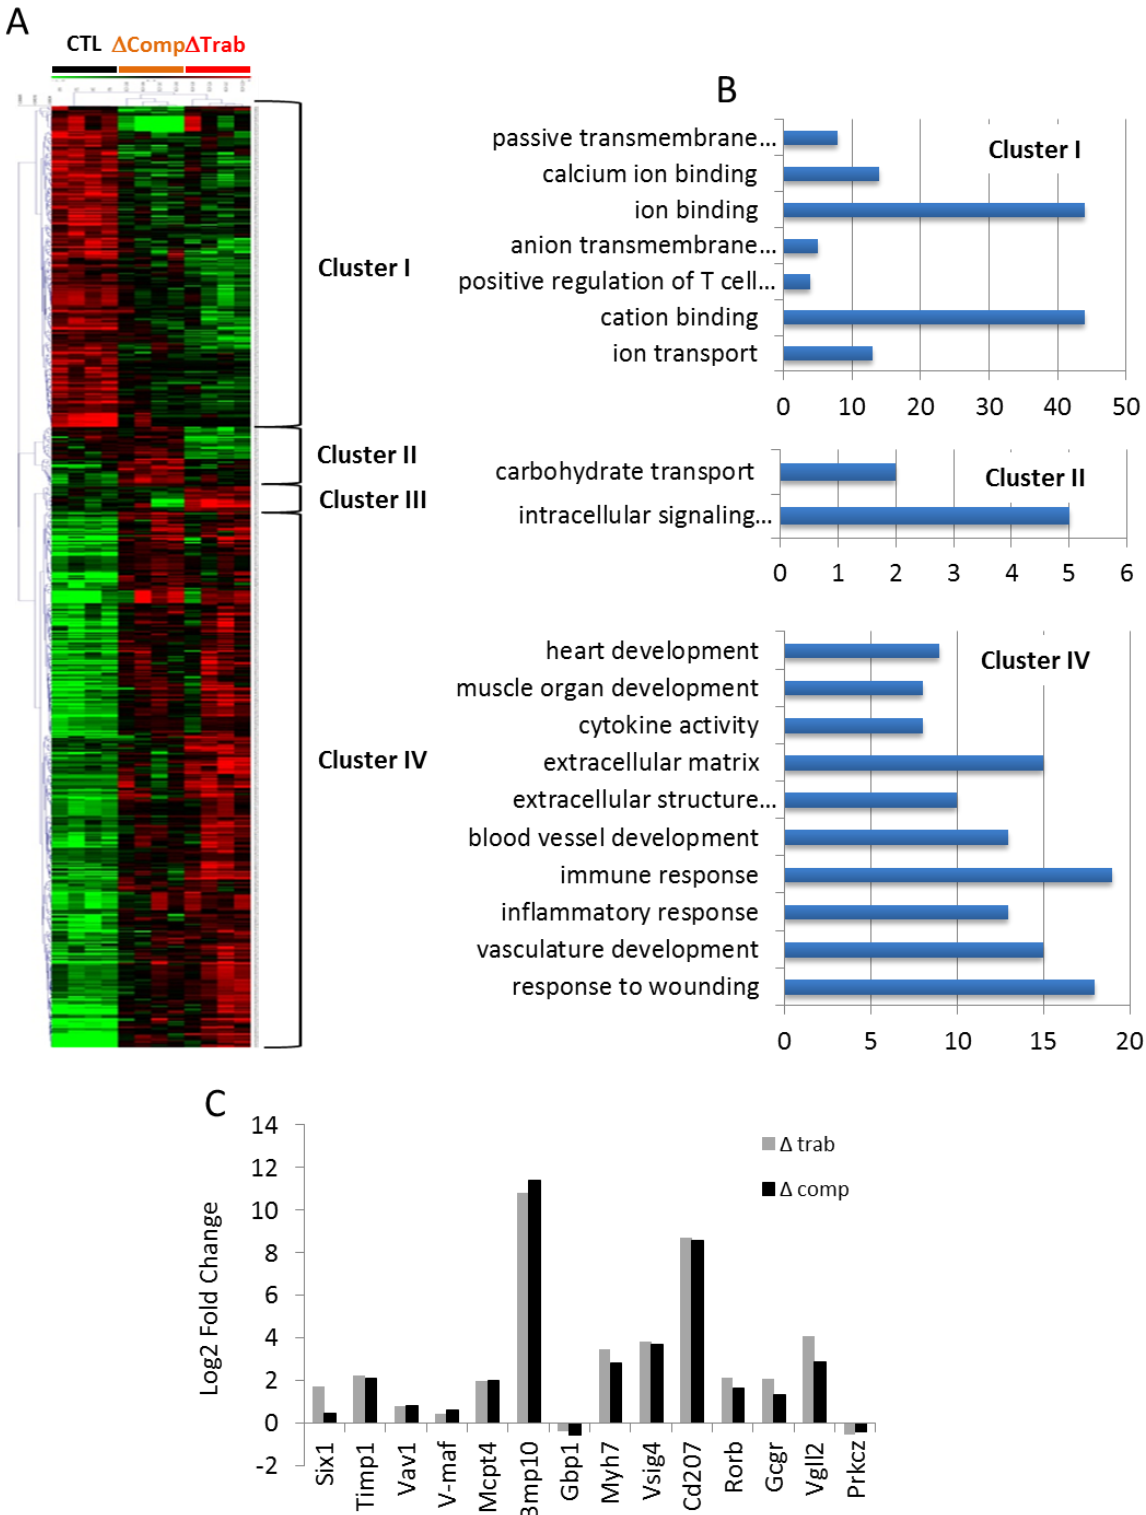 A
CTL ΔComp ΔTrab
Cluster I
Cluster II
Cluster III
Cluster IV
B
Cluster I
passive transmembrane...
calcium ion binding
ion binding
anion transmembrane...
positive regulation of T cell...
cation binding
ion transport
0 10 20 30 40 50
Cluster II
carbohydrate transport
intracellular signaling...
0 1 2 3 4 5 6
Cluster IV
heart development
muscle organ development
cytokine activity
extracellular matrix
extracellular structure...
blood vessel development
immune response
inflammatory response
vasculature development
response to wounding
0 5 10 15 20
C
Log2 Fold Change
14
12
10
8
6
4
2
0
-2
Δ trab
Δ comp
Six1
Timp1
Vav1
V-maf
Mcpt4
Bmp10
Gbp1
Myh7
Vsig4
Cd207
Rorb
Gcgr
Vgll2
Prkcz